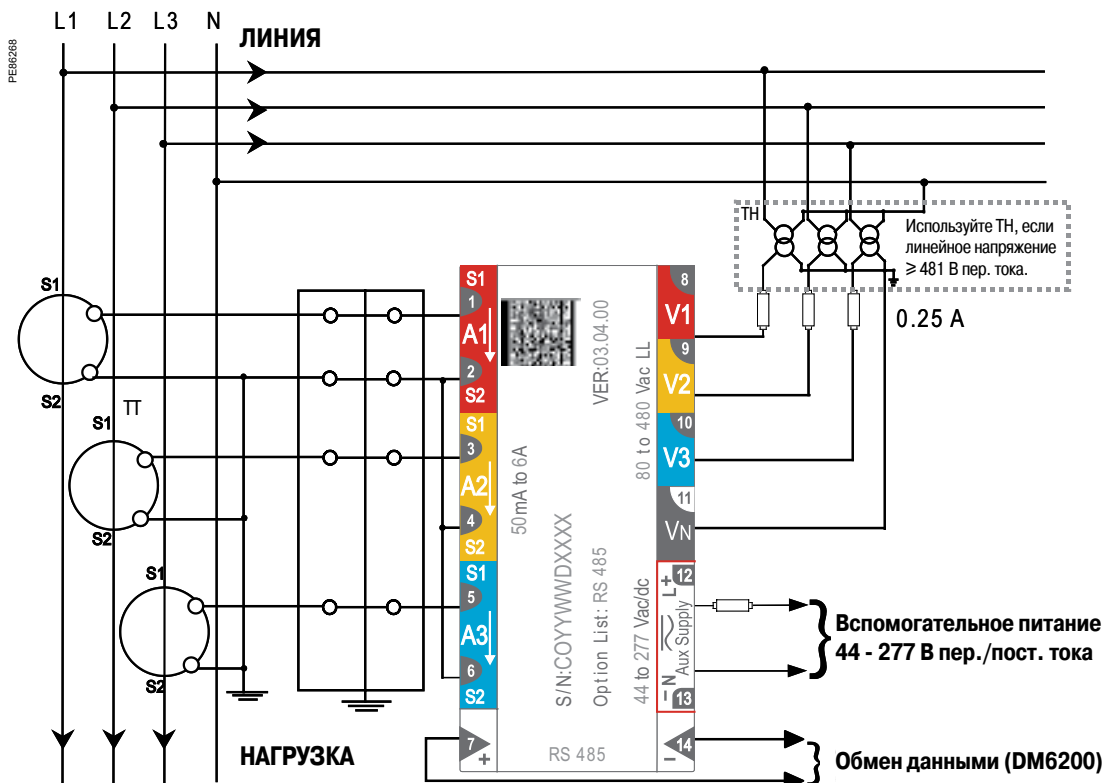 L1 L2 L3 N
ЛИНИЯ
PE86268
ТН
Используйте ТН, если
линейное напряжение
≥ 481 В пер. тока.
0.25 A
S1
S2
ТТ
S1
S2
S1
S2
S1
1
A1
2
S2
S1
3
A2
4
S2
S1
5
A3
6
S2
7
+
50mA to 6A
S/N:COYYWWDXXXX
Option List: RS 485
VER:03.04.00
80 to 480 Vac LL
44 to 277 Vac/dc
RS 485
8
V1
9
V2
10
V3
11
VN
12
L+
Aux Supply
– N
13
14
–
Вспомогательное питание
44 - 277 В пер./пост. тока
НАГРУЗКА
Обмен данными (DM6200)